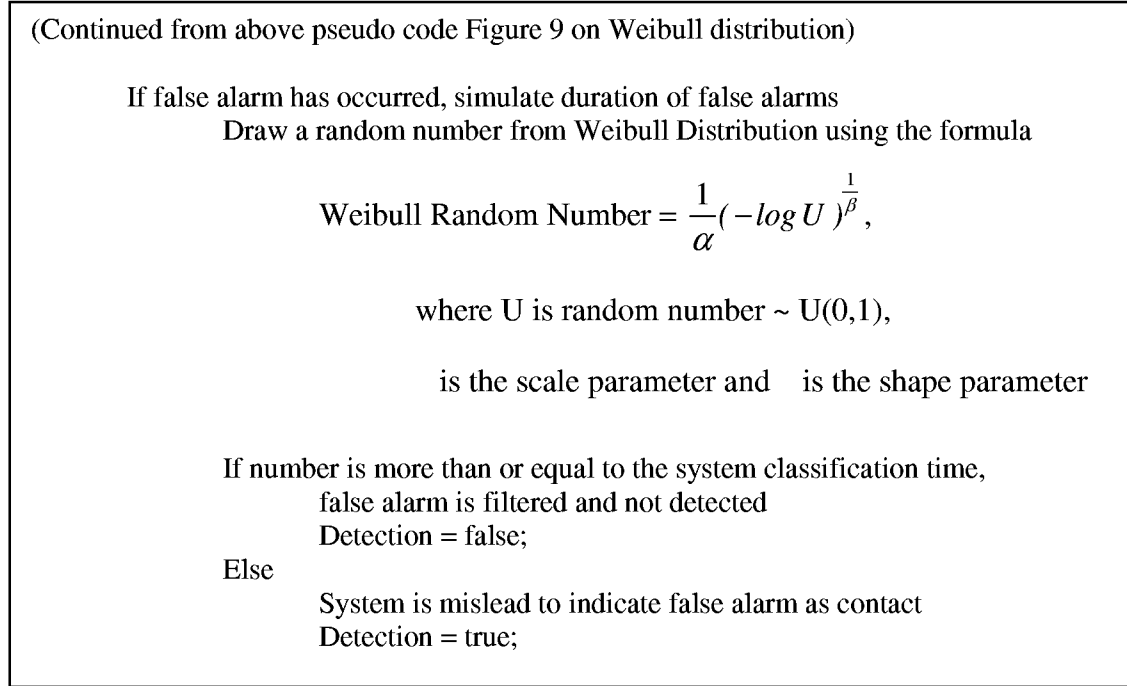 (Continued from above pseudo code Figure 9 on Weibull distribution)
If false alarm has occurred, simulate duration of false alarms
Draw a random number from Weibull Distribution using the formula
Weibull Random Number = \frac{1}{\alpha}(-log U)^{\frac{1}{\beta}},
where U is random number ~ U(0,1),
is the scale parameter and    is the shape parameter
If number is more than or equal to the system classification time,
false alarm is filtered and not detected
Detection = false;
Else
System is mislead to indicate false alarm as contact
Detection = true;